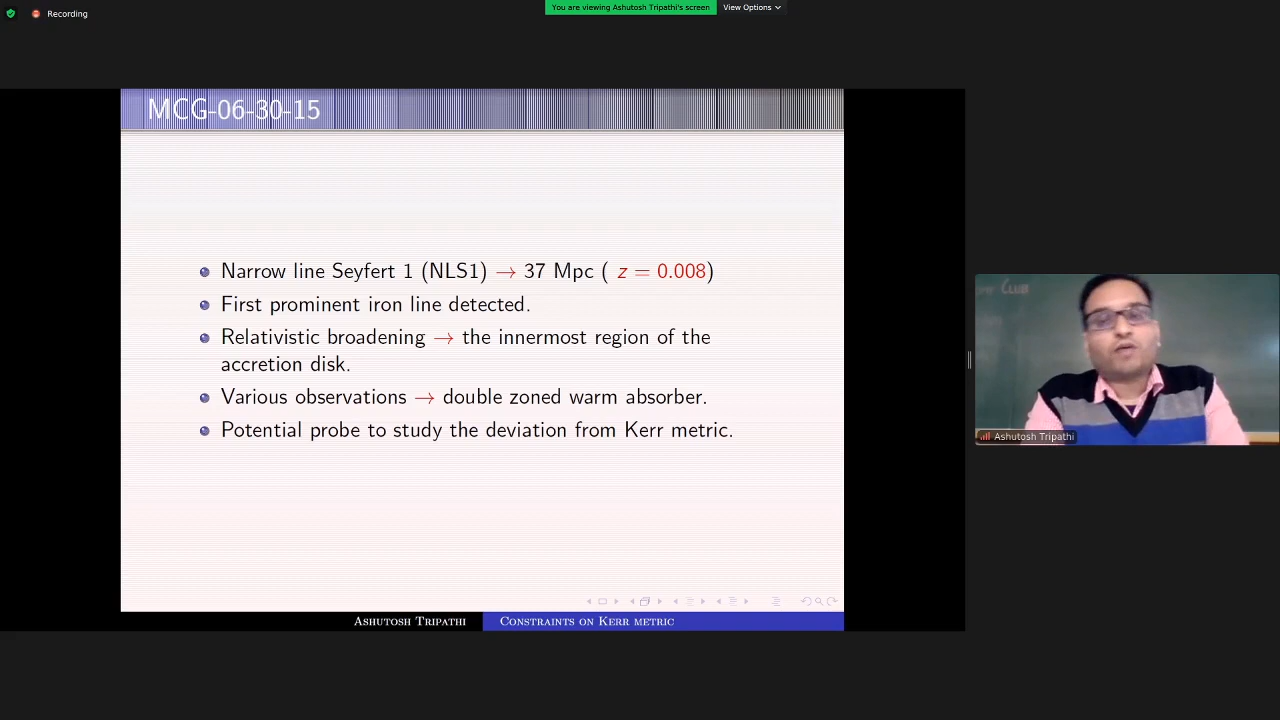 Recording
You are viewing Ashutosh Tripathi's screen
View Options
MCG-06-30-15
Narrow line Seyfert 1 (NLS1) → 37 Mpc ( z = 0.008)
First prominent iron line detected.
Relativistic broadening → the innermost region of the
accretion disk.
Various observations → double zoned warm absorber.
Potential probe to study the deviation from Kerr metric.
Ashutosh Tripathi
Constraints on Kerr metric
Club
Ashutosh Tripathi